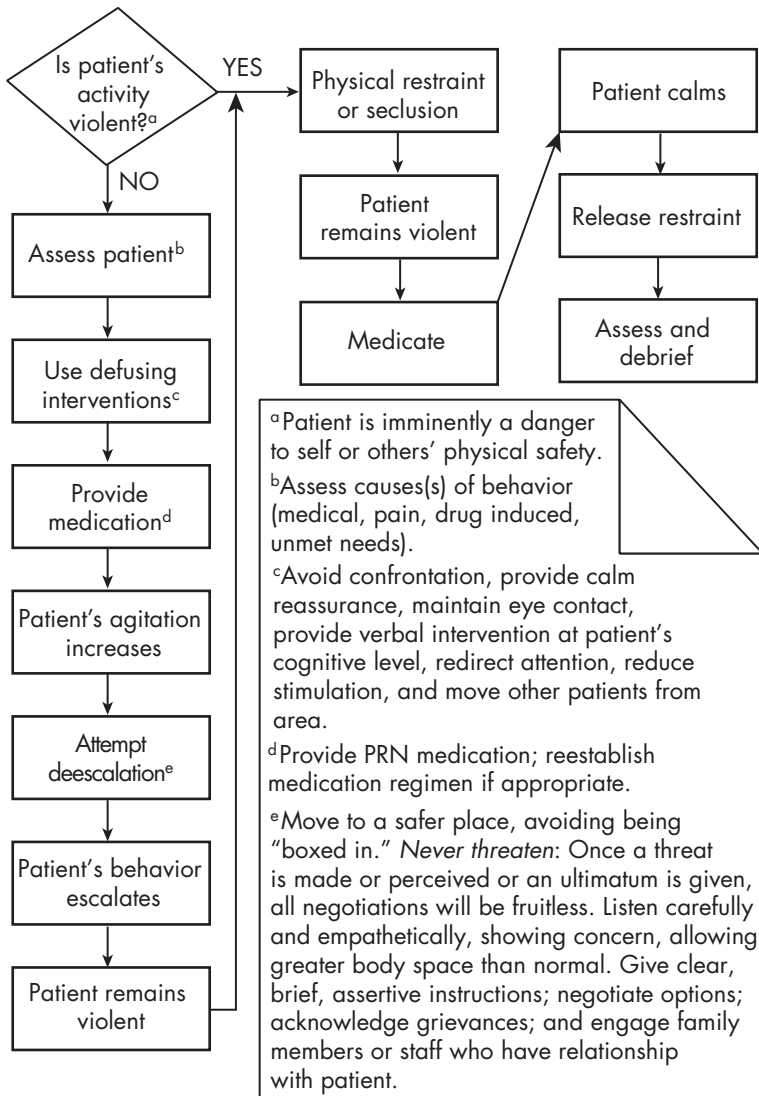 Is patient's
activity
violent?ᵃ
YES
NO
Assess patientᵇ
Use defusing
interventionsᶜ
Provide
medicationᵈ
Patient's agitation
increases
Attempt
deescalationᵉ
Patient's behavior
escalates
Patient remains
violent
Physical restraint
or seclusion
Patient
remains violent
Medicate
Patient calms
Release restraint
Assess and
debrief
ᵃPatient is imminently a danger
to self or others' physical safety.
ᵇAssess causes(s) of behavior
(medical, pain, drug induced,
unmet needs).
ᶜAvoid confrontation, provide calm
reassurance, maintain eye contact,
provide verbal intervention at patient's
cognitive level, redirect attention, reduce
stimulation, and move other patients from
area.
ᵈProvide PRN medication; reestablish
medication regimen if appropriate.
ᵉMove to a safer place, avoiding being
"boxed in." Never threaten: Once a threat
is made or perceived or an ultimatum is given,
all negotiations will be fruitless. Listen carefully
and empathetically, showing concern, allowing
greater body space than normal. Give clear,
brief, assertive instructions; negotiate options;
acknowledge grievances; and engage family
members or staff who have relationship
with patient.